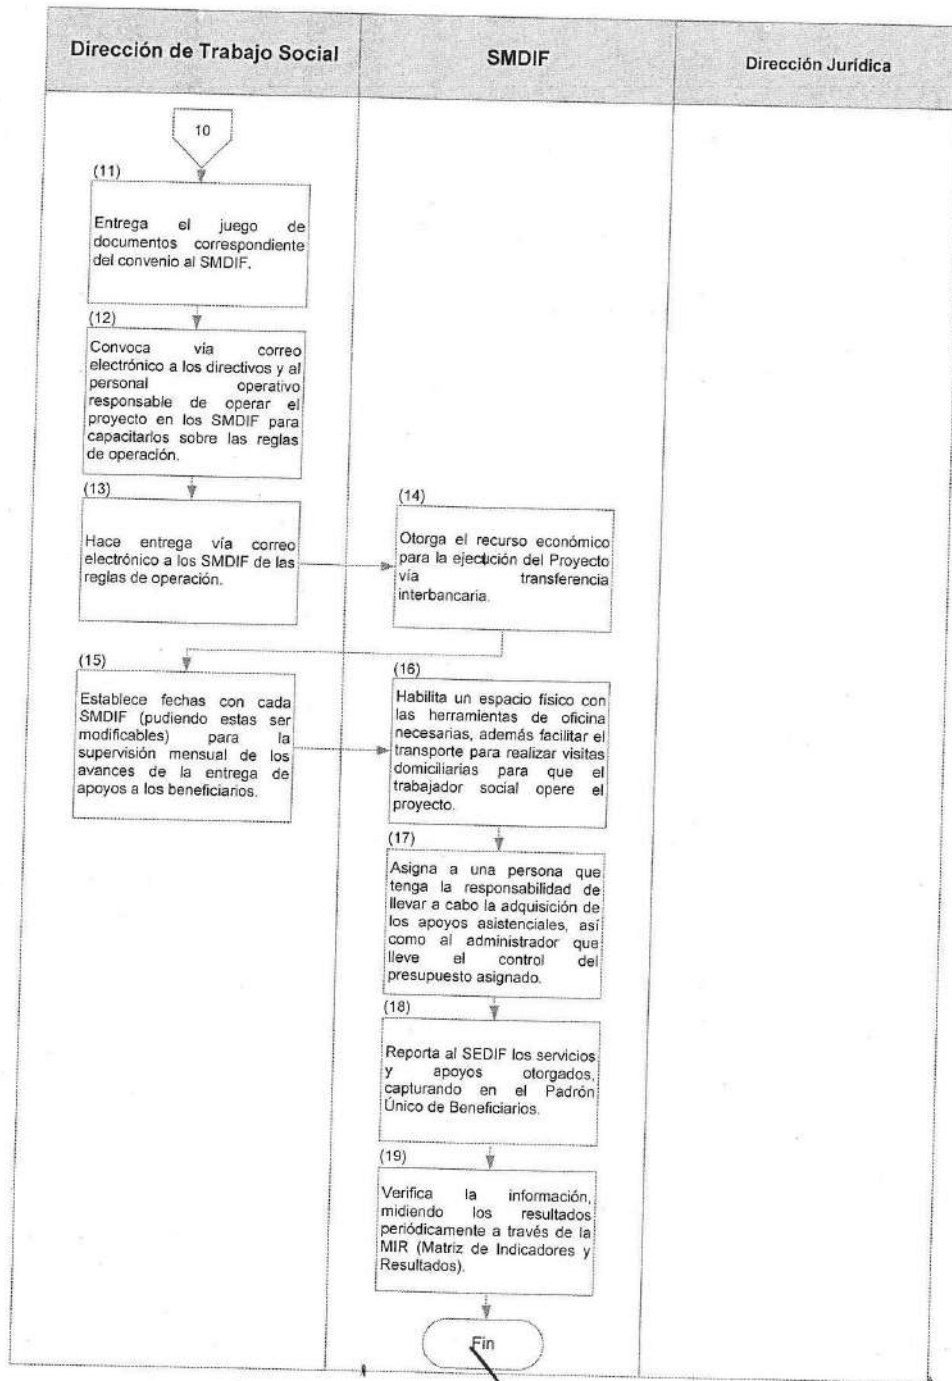 Dirección de Trabajo Social
SMDIF
Dirección Jurídica
10
(11)
Entrega el juego de
documentos correspondiente
del convenio al SMDIF.
(12)
Convoca via correo
electrónico a los directivos y al
personal operativo
responsable de operar el
proyecto en los SMDIF para
capacitarlos sobre las reglas
de operación.
(13)
Hace entrega vía correo
electrónico a los SMDIF de las
reglas de operación.
(14)
Otorga el recurso económico
para la ejecución del Proyecto
vía transferencia
interbancaria.
(15)
Establece fechas con cada
SMDIF (pudiendo estas ser
modificables) para la
supervisión mensual de los
avances de la entrega de
apoyos a los beneficiarios.
(16)
Habilita un espacio físico con
las herramientas de oficina
necesarias, además facilitar el
transporte para realizar visitas
domiciliarias para que el
trabajador social opere el
proyecto.
(17)
Asigna a una persona que
tenga la responsabilidad de
llevar a cabo la adquisición de
los apoyos asistenciales, así
como al administrador que
lleve el control del
presupuesto asignado.
(18)
Reporta al SEDIF los servicios
y apoyos otorgados,
capturando en el Padrón
Único de Beneficiarios.
(19)
Verifica la información,
midiendo los resultados
periódicamente a través de la
MIR (Matriz de Indicadores y
Resultados).
Fin